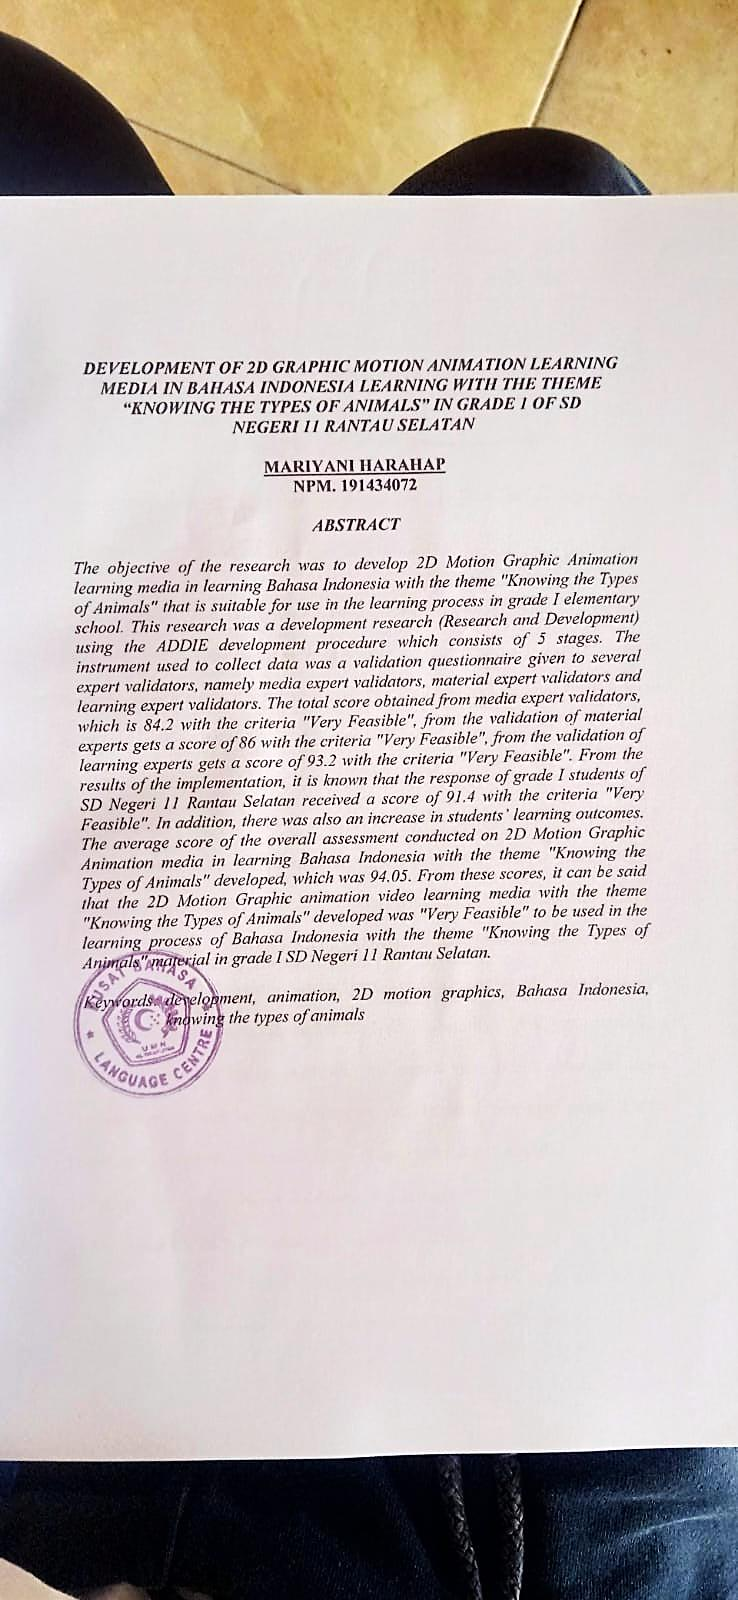 DEVELOPMENT OF 2D GRAPHIC MOTION ANIMATION LEARNING
MEDIA IN BAHASA INDONESIA LEARNING WITH THE THEME
“KNOWING THE TYPES OF ANIMALS” IN GRADE 1 OF SD
NEGERI 11 RANTAU SELATAN
MARIYANI HARAHAP
NPM. 191434072
ABSTRACT
The objective of the research was to develop 2D Motion Graphic Animation
learning media in learning Bahasa Indonesia with the theme "Knowing the Types
of Animals" that is suitable for use in the learning process in grade I elementary
school. This research was a development research (Research and Development)
using the ADDIE development procedure which consists of 5 stages. The
instrument used to collect data was a validation questionnaire given to several
expert validators, namely media expert validators, material expert validators and
learning expert validators. The total score obtained from media expert validators,
which is 84.2 with the criteria "Very Feasible", from the validation of material
experts gets a score of 86 with the criteria "Very Feasible", from the validation of
learning experts gets a score of 93.2 with the criteria "Very Feasible". From the
results of the implementation, it is known that the response of grade I students of
SD Negeri 11 Rantau Selatan received a score of 91.4 with the criteria "Very
Feasible". In addition, there was also an increase in students’ learning outcomes.
The average score of the overall assessment conducted on 2D Motion Graphic
Animation media in learning Bahasa Indonesia with the theme "Knowing the
Types of Animals" developed, which was 94.05. From these scores, it can be said
that the 2D Motion Graphic animation video learning media with the theme
"Knowing the Types of Animals" developed was "Very Feasible" to be used in the
learning process of Bahasa Indonesia with the theme "Knowing the Types of
Animals" material in grade I SD Negeri 11 Rantau Selatan.
Keywords: development, animation, 2D motion graphics, Bahasa Indonesia,
knowing the types of animals
PUSAT BAHASA
UMN
LANGUAGE CENTRE